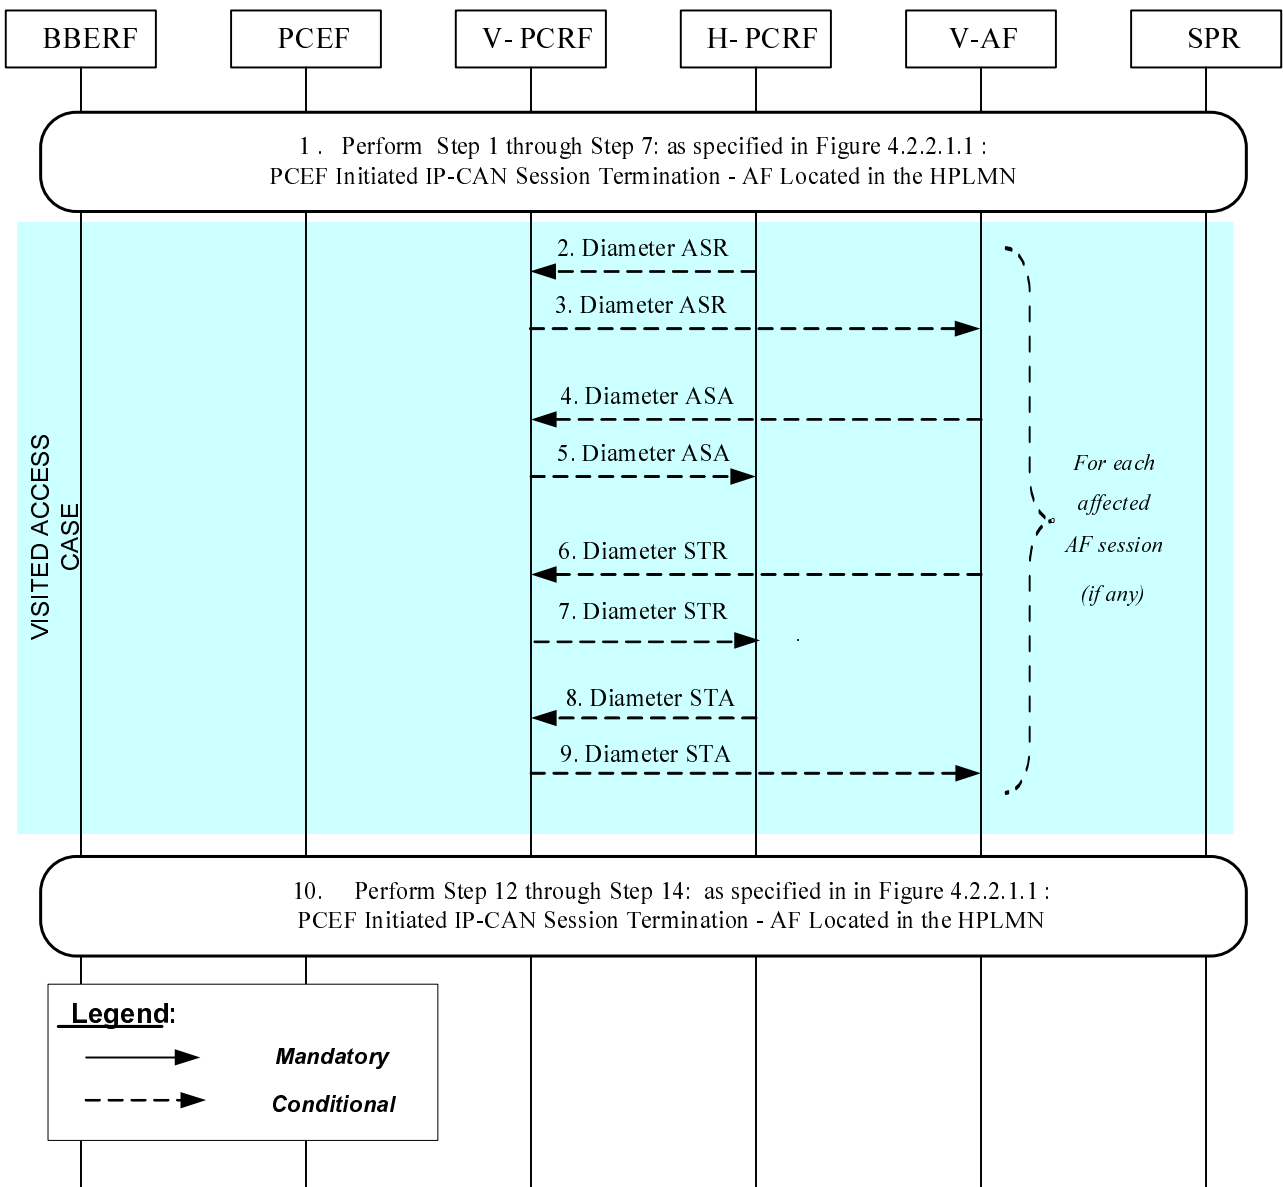 BBERF
PCEF
V- PCRF
H- PCRF
V-AF
SPR
1 . Perform Step 1 through Step 7: as specified in Figure 4.2.2.1.1 :
PCEF Initiated IP-CAN Session Termination - AF Located in the HPLMN
2. Diameter ASR
3. Diameter ASR
4. Diameter ASA
5. Diameter ASA
6. Diameter STR
7. Diameter STR
8. Diameter STA
9. Diameter STA
VISITED ACCESS
CASE
For each
affected
AF session
(if any)
10. Perform Step 12 through Step 14: as specified in in Figure 4.2.2.1.1 :
PCEF Initiated IP-CAN Session Termination - AF Located in the HPLMN
Legend:
Mandatory
Conditional